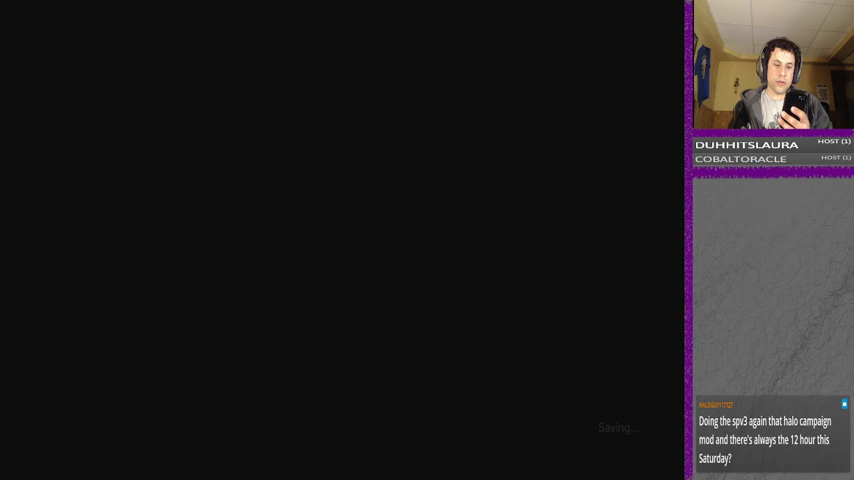 DUHHITSLAURA HOST (1)
COBALTORACLE HOST (1)
Saving...
Doing the spv3 again that halo campaign
mod and there's always the 12 hour this
Saturday?